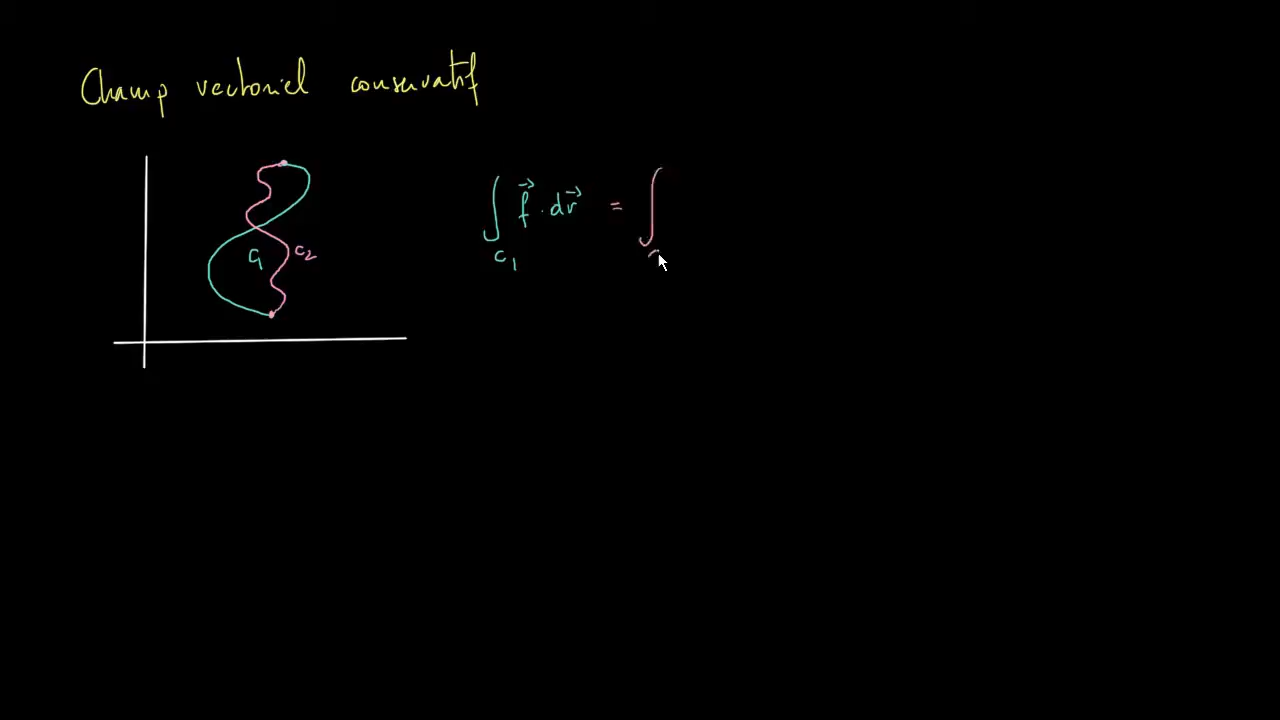 Champ vectoriel conservatif
C₁ C₂
∫_{C₁} f⃗ · dr⃗ = ∫